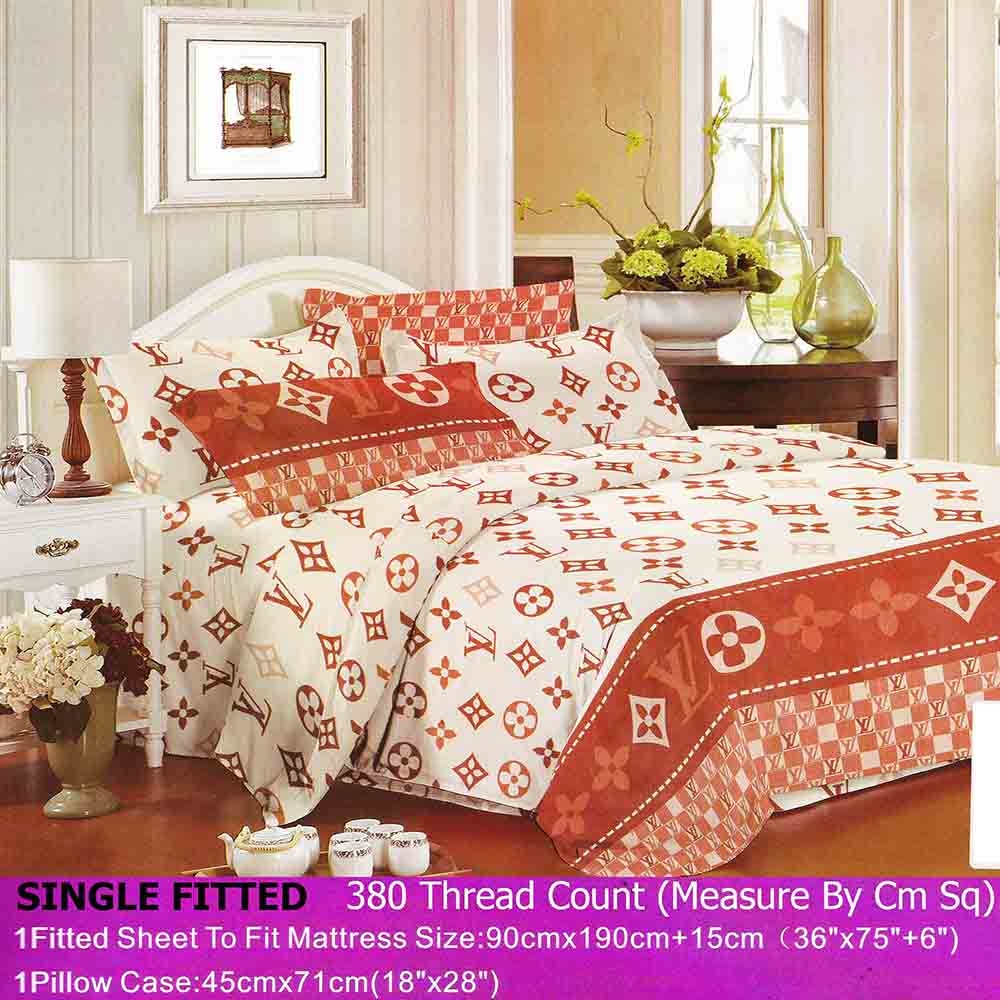 SINGLE FITTED 380 Thread Count (Measure By Cm Sq)
1Fitted Sheet To Fit Mattress Size:90cmx190cm+15cm（36"x75"+6")
1Pillow Case:45cmx71cm(18"x28")